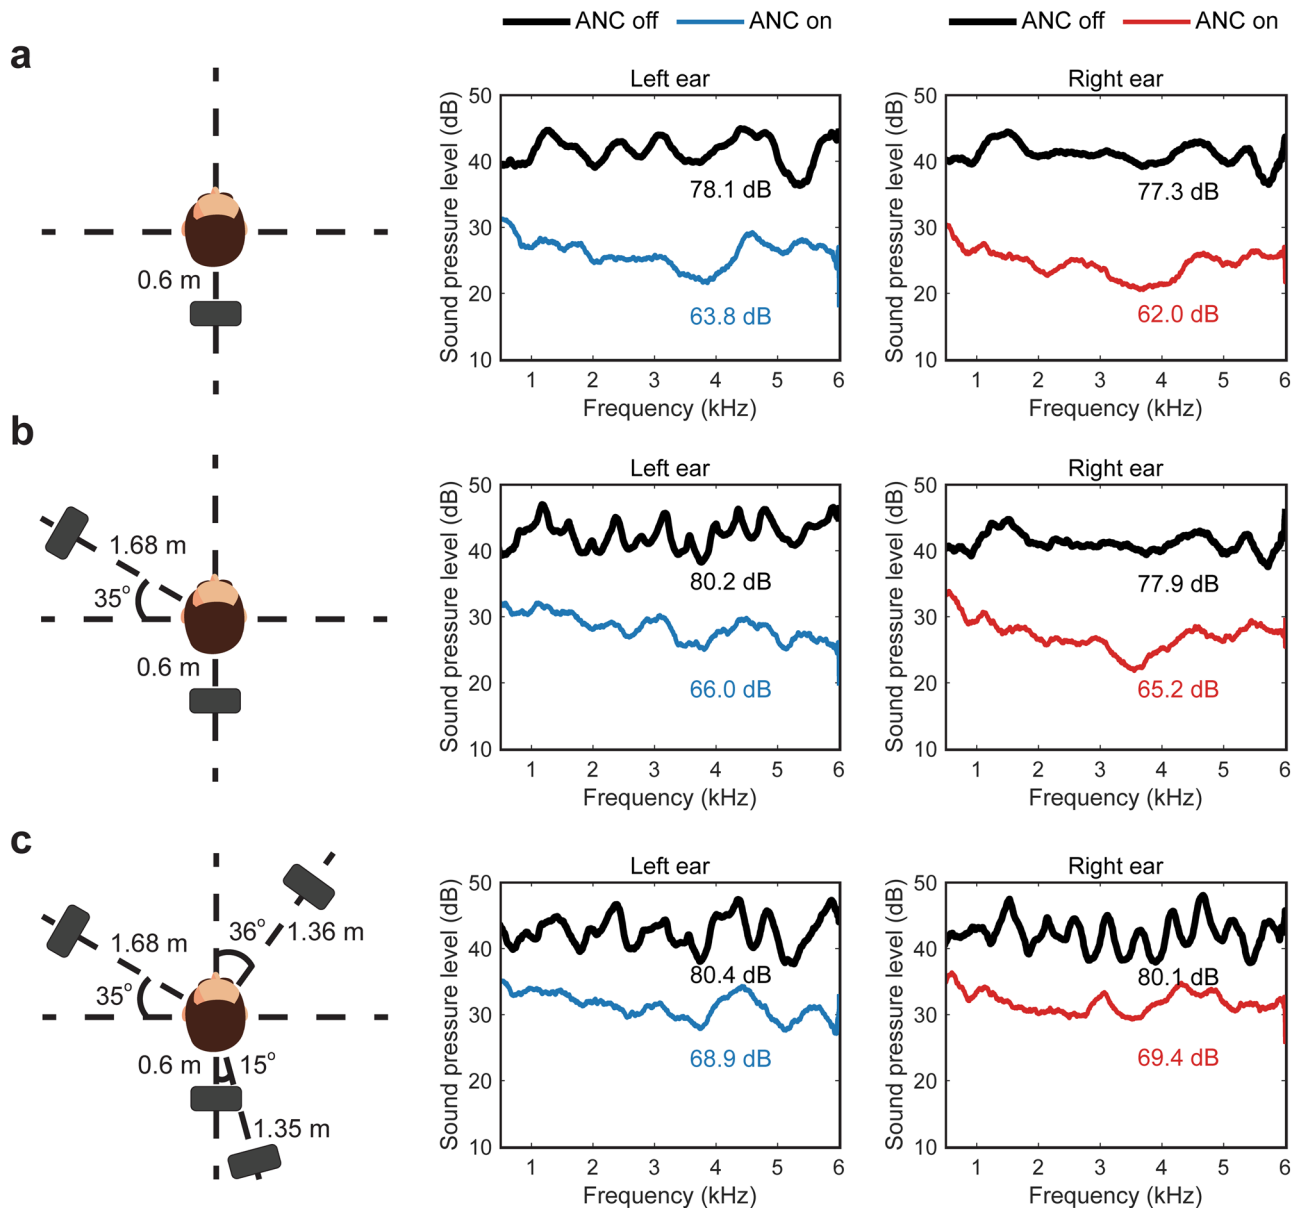 ANC off ANC on ANC off ANC on
a
Left ear
Right ear
Sound pressure level (dB)
50
40
30
20
10
78.1 dB
63.8 dB
1 2 3 4 5 6
Frequency (kHz)
Sound pressure level (dB)
50
40
30
20
10
77.3 dB
62.0 dB
1 2 3 4 5 6
Frequency (kHz)
0.6 m
b
1.68 m
35°
0.6 m
Left ear
Sound pressure level (dB)
50
40
30
20
10
80.2 dB
66.0 dB
1 2 3 4 5 6
Frequency (kHz)
Right ear
Sound pressure level (dB)
50
40
30
20
10
77.9 dB
65.2 dB
1 2 3 4 5 6
Frequency (kHz)
c
1.68 m
36°
1.36 m
35°
0.6 m
15°
1.35 m
Left ear
Sound pressure level (dB)
50
40
30
20
10
80.4 dB
68.9 dB
1 2 3 4 5 6
Frequency (kHz)
Right ear
Sound pressure level (dB)
50
40
30
20
10
80.1 dB
69.4 dB
1 2 3 4 5 6
Frequency (kHz)